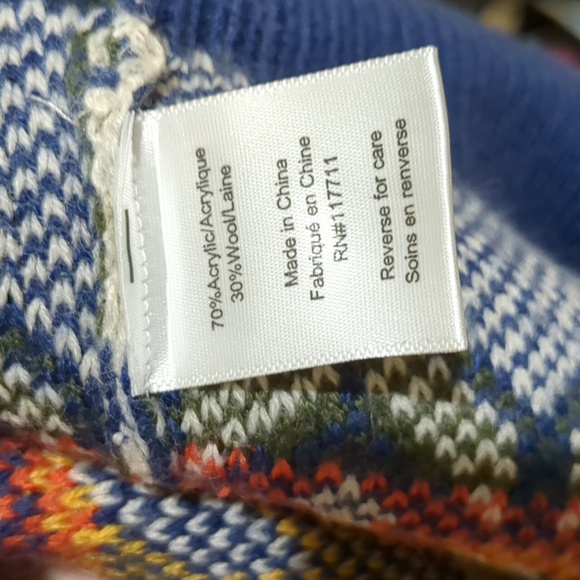 70%Acrylic/Acrylique
30%Wool/Laine
Made in China
Fabriqué en Chine
RN#117711
Reverse for care
Soins en renverse